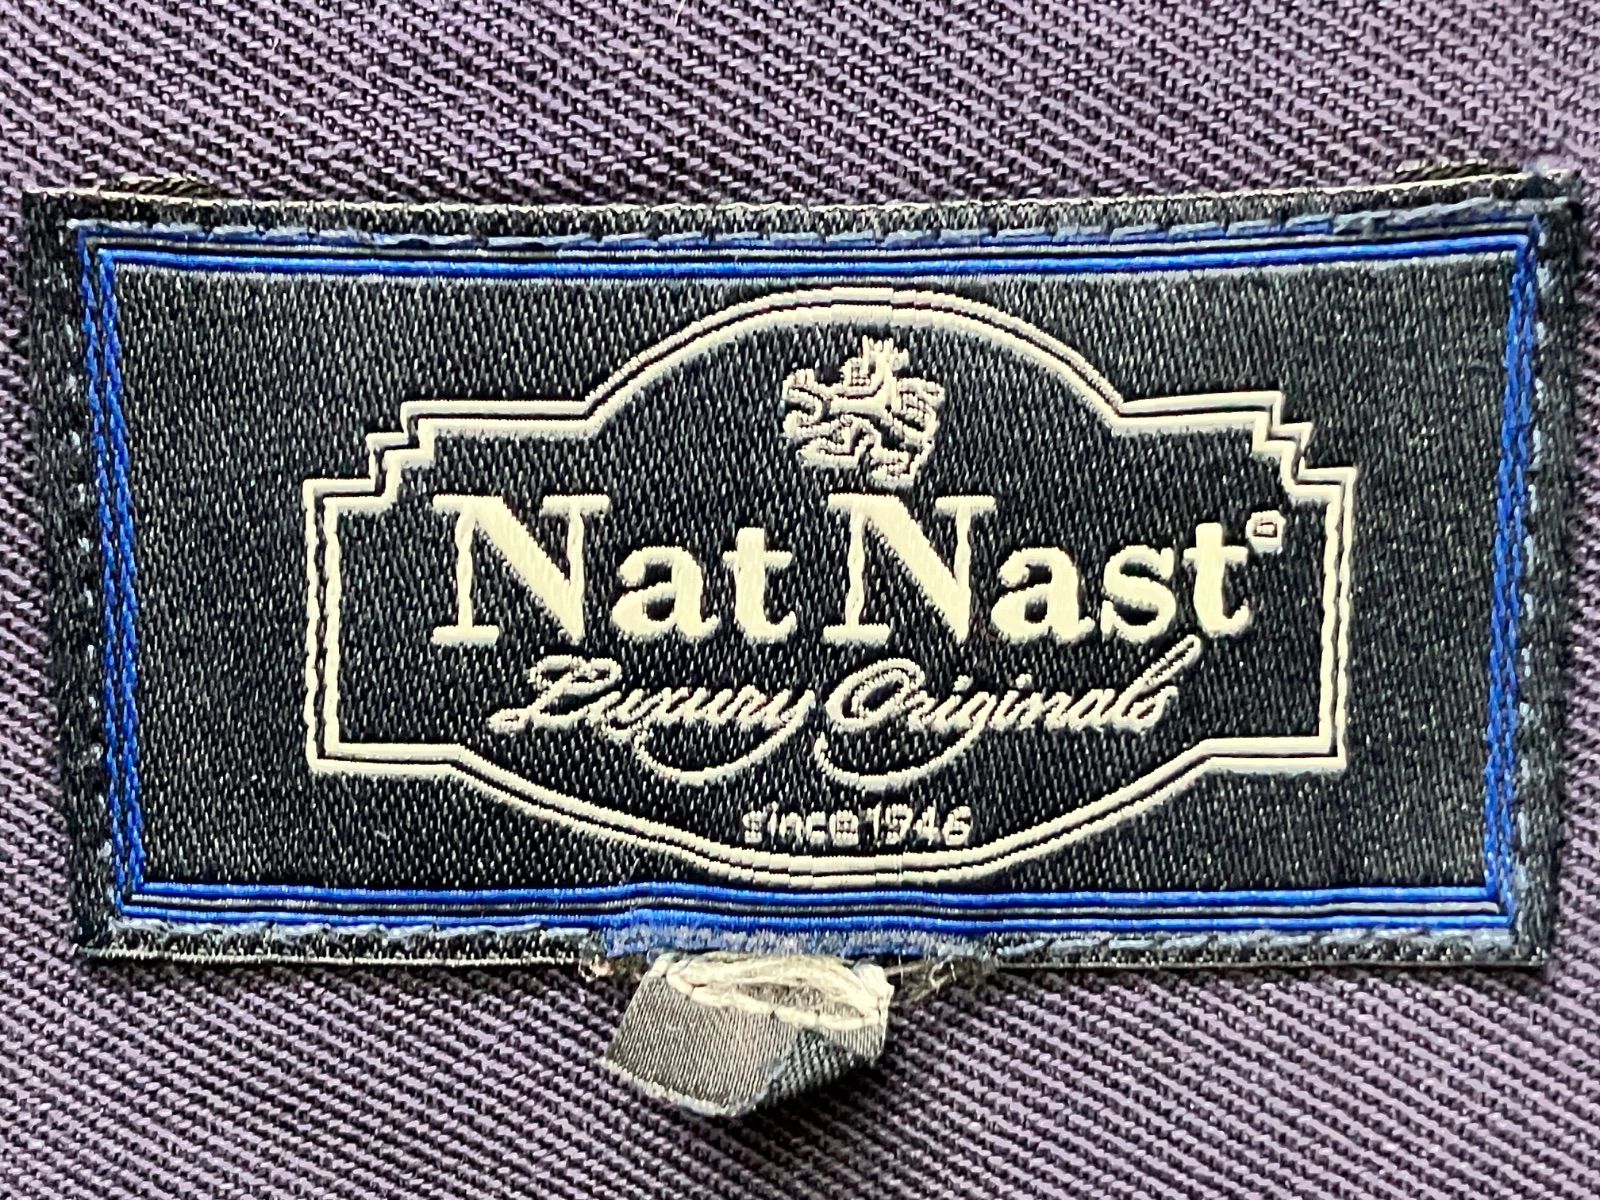 Nat Nast®
Luxury Originals
since 1946